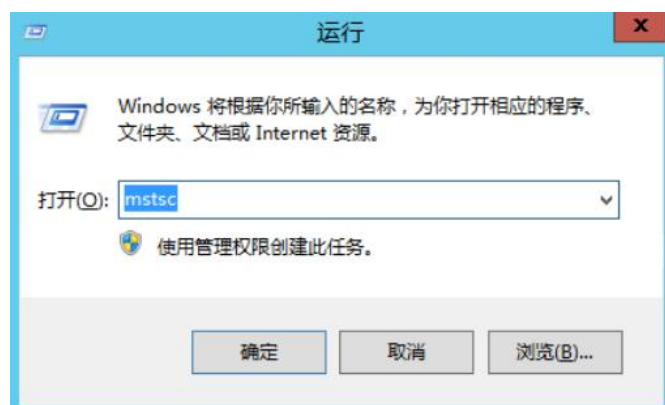 运行
x
Windows 将根据你所输入的名称，为你打开相应的程序、
文件夹、文档或 Internet 资源。
打开(O): mstsc
使用管理权限创建此任务。
确定 取消 浏览(B)...